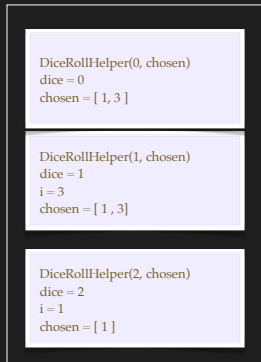 DiceRollHelper(0, chosen)
dice = 0
chosen = [ 1, 3 ]
DiceRollHelper(1, chosen)
dice = 1
i = 3
chosen = [ 1 , 3]
DiceRollHelper(2, chosen)
dice = 2
i = 1
chosen = [ 1 ]